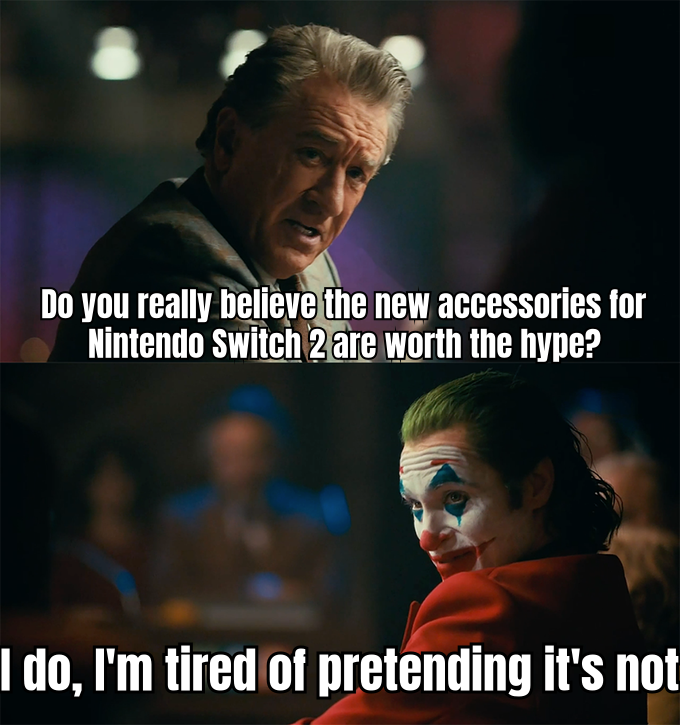 Do you really believe the new accessories for
Nintendo Switch 2 are worth the hype?
I do, I'm tired of pretending it's not